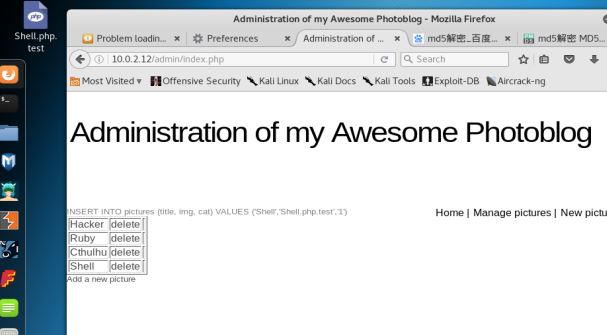 Shell.php.
test
Administration of my Awesome Photoblog - Mozilla Firefox
Problem loadin... × Preferences × Administration of ... × md5解密_百度... × md5解密 MD5...
10.0.2.12/admin/index.php Search
Most Visited Offensive Security Kali Linux Kali Docs Kali Tools Exploit-DB Aircrack-ng
Administration of my Awesome Photoblog
INSERT INTO pictures (title, img, cat) VALUES ('Shell','Shell.php.test','1')
Home | Manage pictures | New pictu
Hacker delete
Ruby delete
Cthulhu delete
Shell delete
Add a new picture